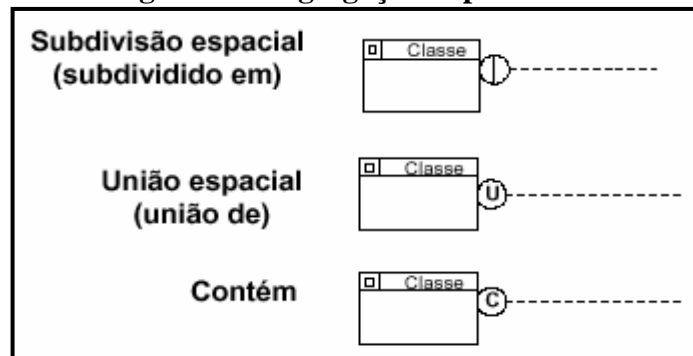 Subdivisão espacial
(subdividido em)
Classe
União espacial
(união de)
Classe
U
Contém
Classe
C